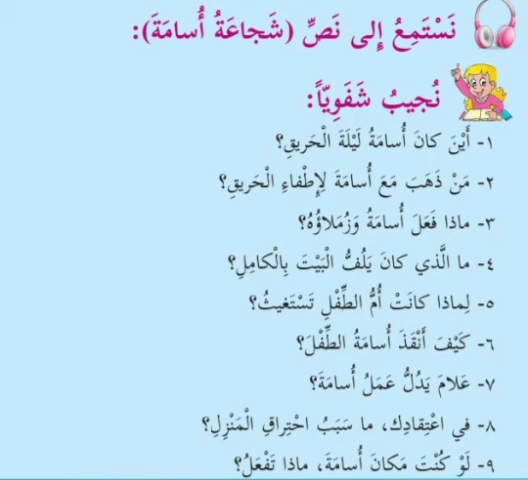 نَسْتَمِعُ إِلى نَصِّ (شَجاعَةُ أُسامَةَ):
نُجيبُ شَفَوِيّاً:
١- أَيْنَ كانَ أُسامَةُ لَيْلَةَ الْحَريقِ؟
٢- مَنْ ذَهَبَ مَعَ أُسامَةَ لِإِطْفاءِ الْحَريقِ؟
٣- ماذا فَعَلَ أُسامَةُ وَزُمَلاؤُهُ؟
٤- ما الَّذي كانَ يَلُفُّ الْبَيْتَ بِالْكامِلِ؟
٥- لِماذا كانَتْ أُمُّ الطِّفْلِ تَسْتَغيثُ؟
٦- كَيْفَ أَنْقَذَ أُسامَةُ الطِّفْلَ؟
٧- عَلامَ يَدُلُّ عَمَلُ أُسامَةَ؟
٨- في اعْتِقادِك، ما سَبَبُ احْتِراقِ الْمَنْزِلِ؟
٩- لَوْ كُنْتَ مَكانَ أُسامَةَ، ماذا تَفْعَلُ؟